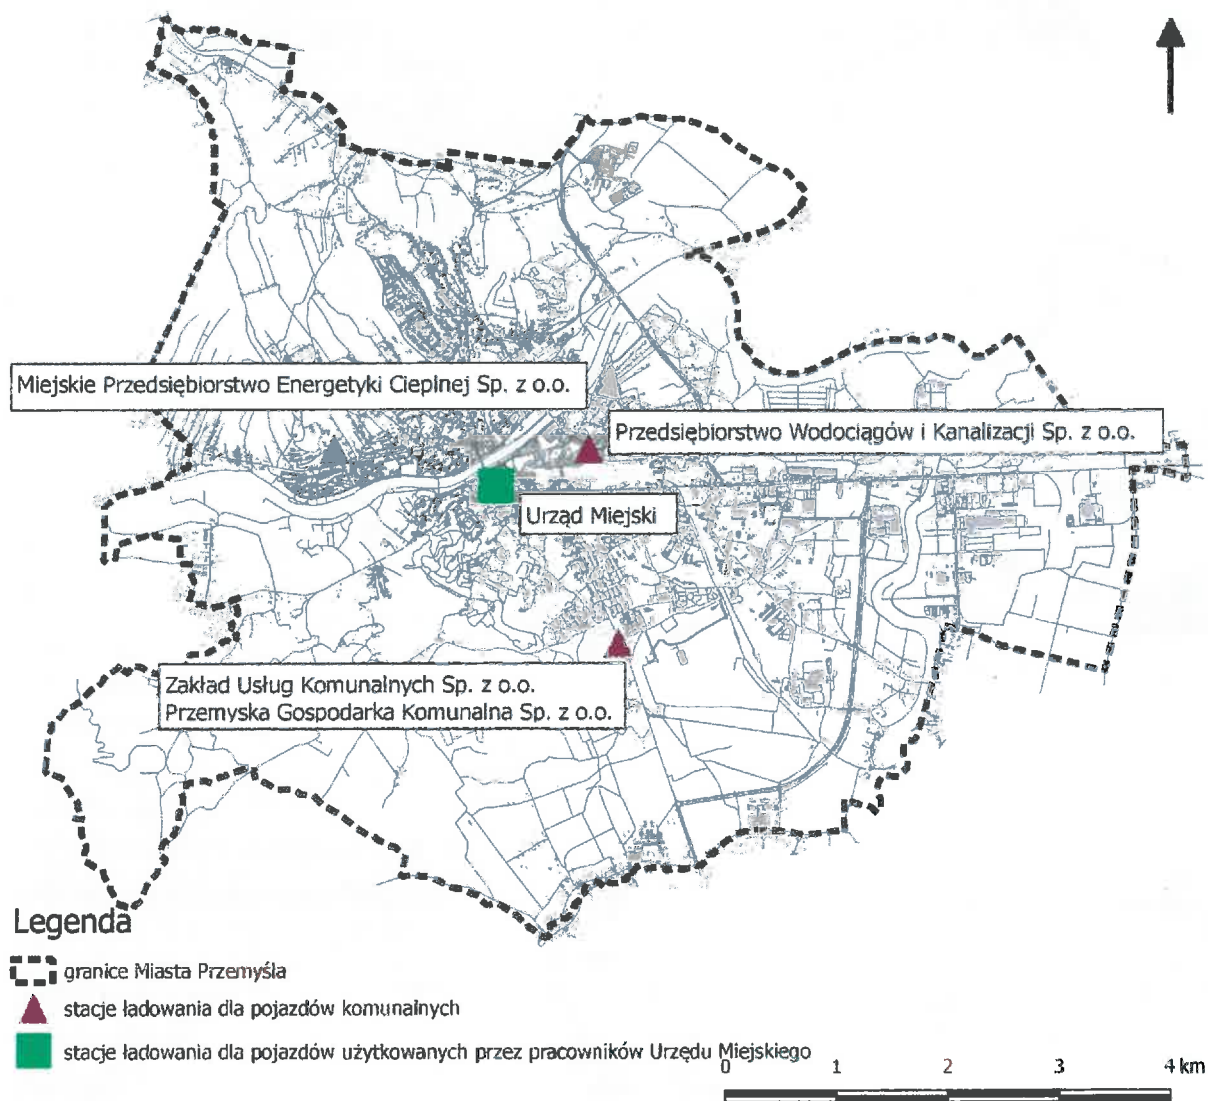 Miejskie Przedsiębiorstwo Energetyki Cieplnej Sp. z o.o.
Przedsiębiorstwo Wodociągów i Kanalizacji Sp. z o.o.
Urząd Miejski
Zakład Usług Komunalnych Sp. z o.o.
Przemyska Gospodarka Komunalna Sp. z o.o.
Legenda
granice Miasta Przemyśla
stacje ładowania dla pojazdów komunalnych
stacje ładowania dla pojazdów użytkowanych przez pracowników Urzędu Miejskiego
0 1 2 3 4 km